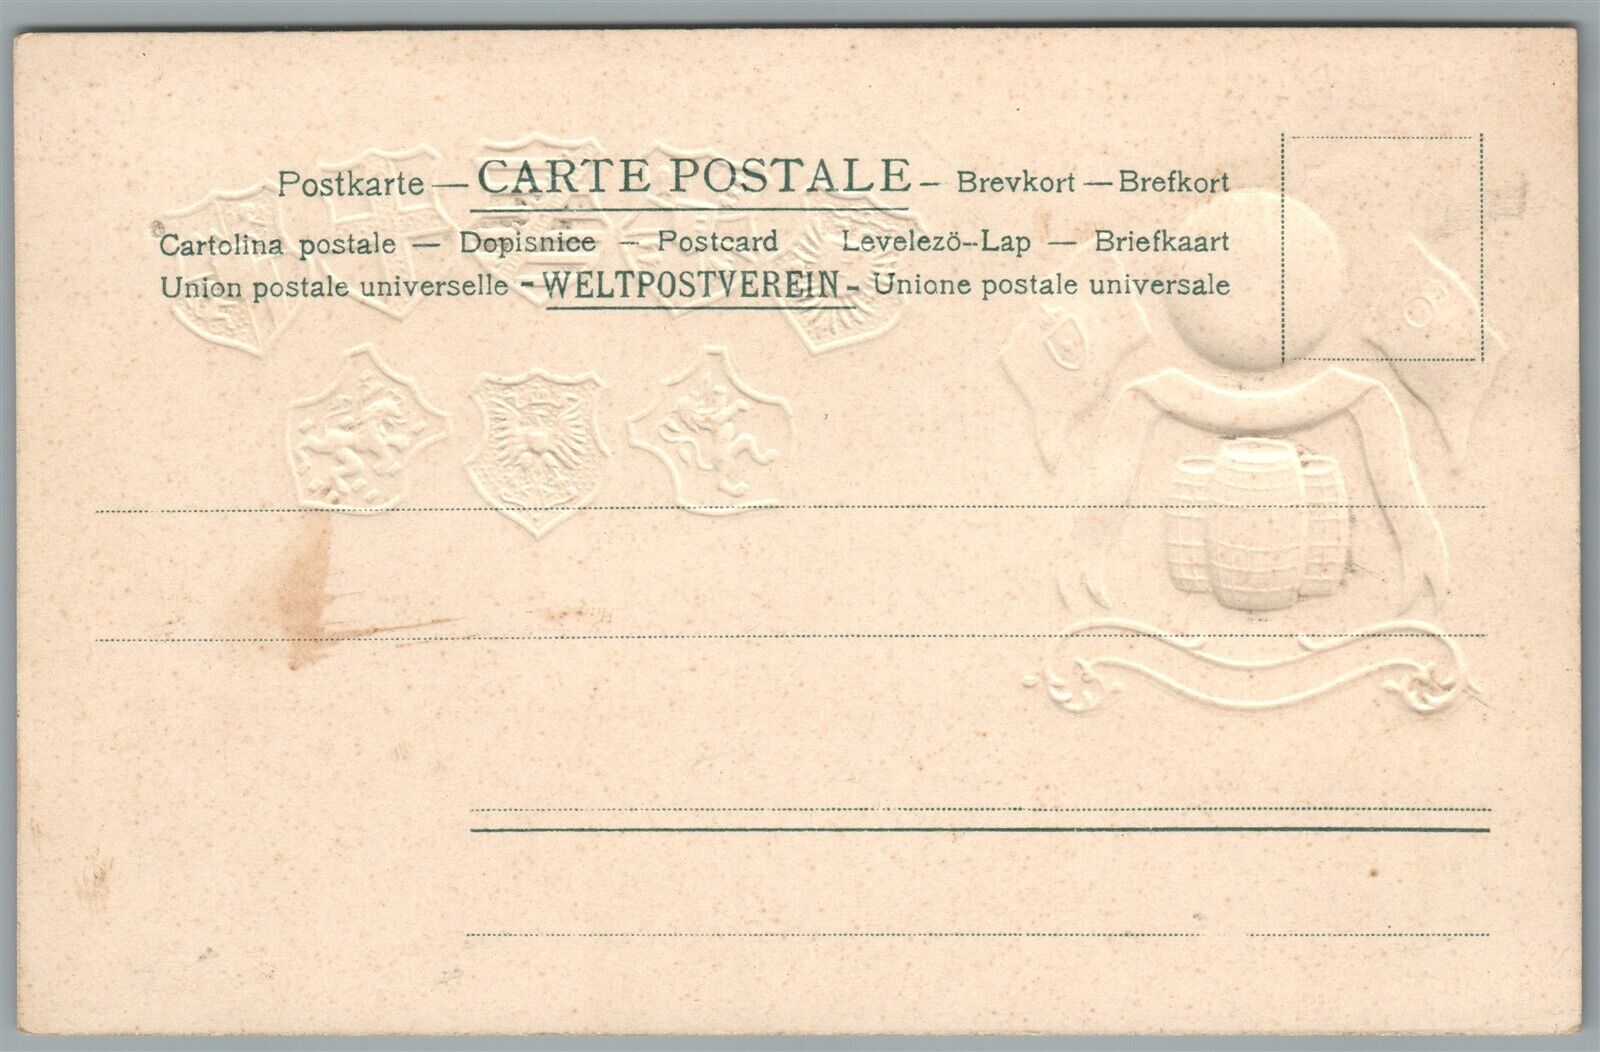 Postkarte — CARTE POSTALE – Brevkort — Brefkort
Cartolina postale — Dopisnice – Postcard Levelezö-Lap — Briefkaart
Union postale universelle - WELTPOSTVEREIN - Unione postale universale